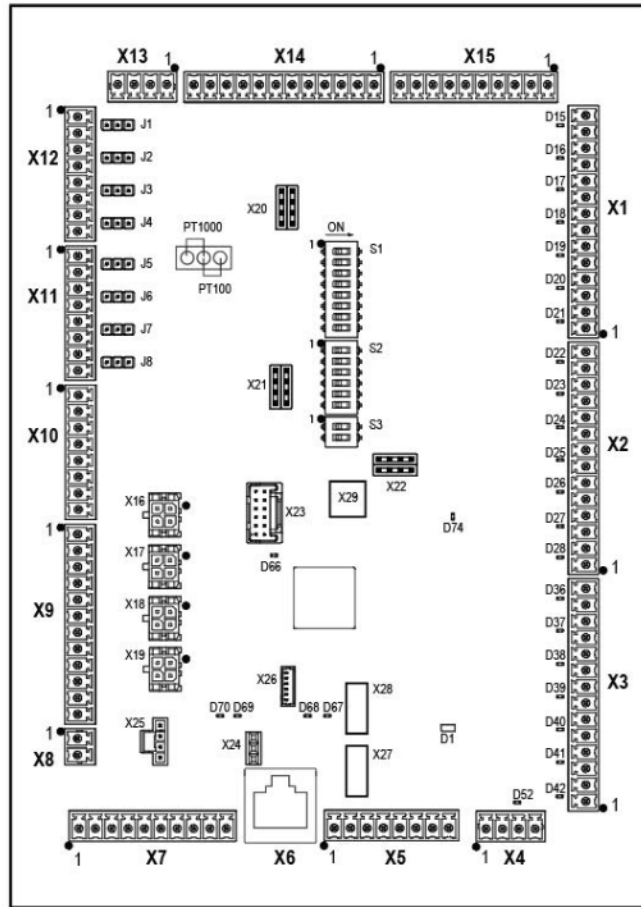 X13 1 X14 1 X15 1
1 J1 D15
X12 J2 D16
J3 D17 X1
X20
J4 PT1000 ON D18
1 S1
1 J5 PT100 D19
X11 J6 D20
J7 D21
1 S2 1
J8 D22
1 X21 D23
X10 1 S3 D24
D25 X2
X22
X16 X23 X29 D26
1 D74 D27
X17 D66 D28
1
X9 X18 D36
X19 D37
X26 D38 X3
X28 D39
D70 D69 D68 D67
1 X25 D1 D40
X8 X24 X27 D41
D52 D42
1
1 X7 X6 1 X5 1 X4